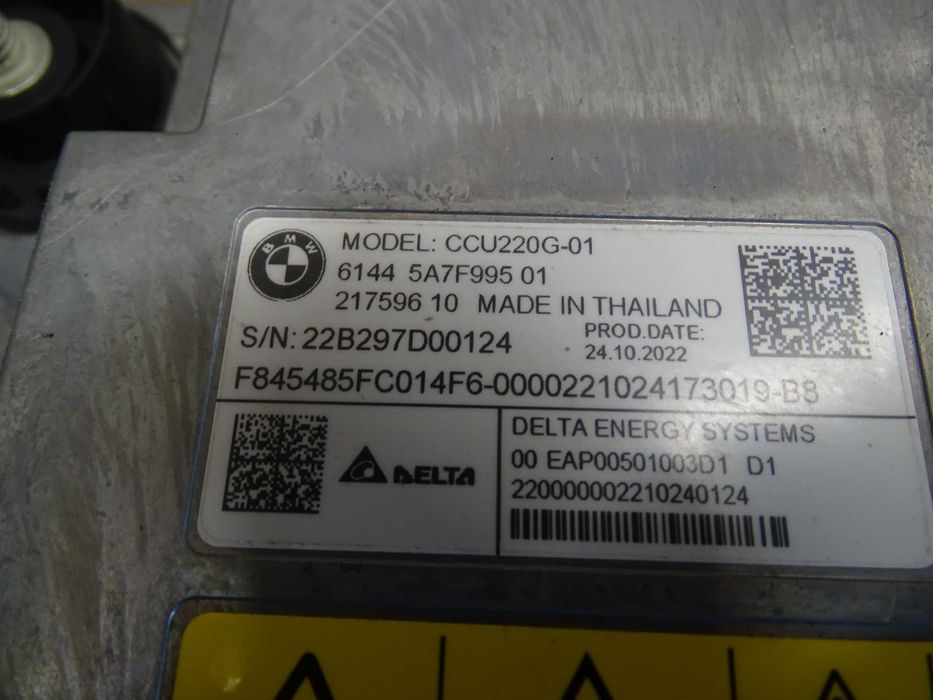 BMW
MODEL: CCU220G-01
6144 5A7F995 01
217596 10 MADE IN THAILAND
S/N: 22B297D00124
PROD.DATE:
24.10.2022
F845485FC014F6-0000221024173019-B8
DELTA
DELTA ENERGY SYSTEMS
00 EAP00501003D1 D1
220000002210240124